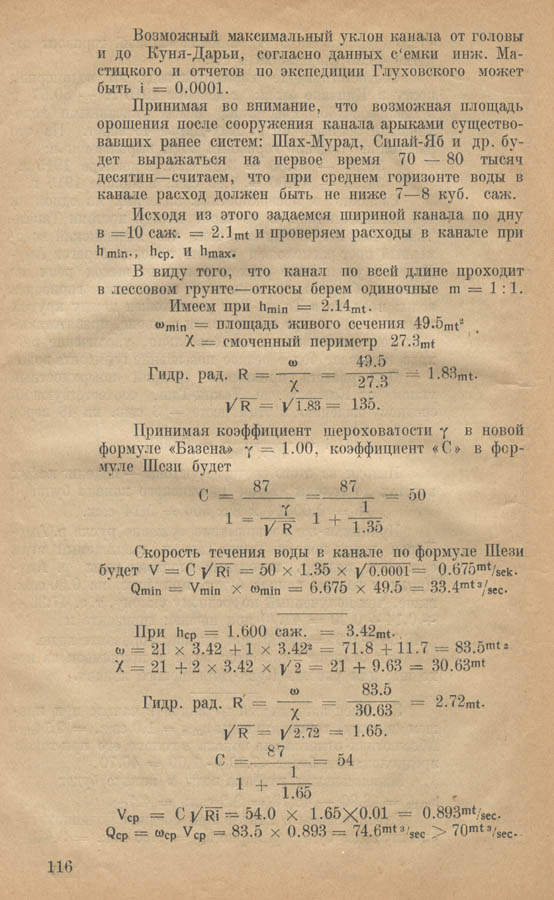 Возможный максимальный уклон канала от головы
и до Куня-Дарьи, согласно данных с‘емки инж. Ма-
стицкого и отчетов по экспедиции Глуховского может
быть i = 0.0001.
Принимая во внимание, что возможная площадь
орошения после сооружения канала арыками существо-
вавших ранее систем: Шах-Мурад, Сипай-Яб и др. бу-
дет выражаться на первое время 70 — 80 тысяч
десятин—считаем, что при среднем горизонте воды в
канале расход должен быть не ниже 7—8 куб. саж.
Исходя из этого задаемся шириной канала по дну
в =10 саж. = 2.1mt и проверяем расходы в канале при
hmin., hср. и hmax.
В виду того, что канал по всей длине проходит
в лессовом грунте—откосы берем одиночные m = 1 : 1.
Имеем при hmin = 2.14mt.
ωmin = площадь живого сечения 49.5mt²
χ = смоченный периметр 27.3mt
Гидр. рад. R = ω/χ = 49.5/27.3 = 1.83mt.
√R = √1.83 = 135.
Принимая коэффициент шероховатости γ в новой
формуле «Базена» γ = 1.00, коэффициент «С» в фор-
муле Шези будет
C = 87/(1 = γ/√R) = 87/(1 + 1/1.35) = 50
Скорость течения воды в канале по формуле Шези
будет V = C √Ri = 50 × 1.35 × √0.0001 = 0.675mt/sek.
Qmin = Vmin × ωmin = 6.675 × 49.5 = 33.4mt³/sec.
При hср = 1.600 саж. = 3.42mt.
ω = 21 × 3.42 + 1 × 3.42² = 71.8 + 11.7 = 83.5mt²
χ = 21 + 2 × 3.42 × √2 = 21 + 9.63 = 30.63mt
Гидр. рад. R = ω/χ = 83.5/30.63 = 2.72mt.
√R = √2.72 = 1.65.
C = 87/(1 + 1/1.65) = 54
Vср = C √Ri = 54.0 × 1.65×0.01 = 0.893mt/sec.
Qср = ωср Vср = 83.5 × 0.893 = 74.6mt³/sec > 70mt³/sec.
116